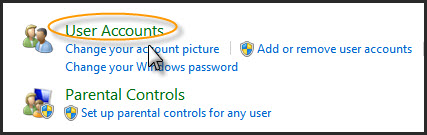 User Accounts
Change your account picture
Add or remove user accounts
Change your Windows password
Parental Controls
Set up parental controls for any user